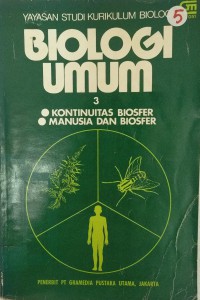 YAYASAN STUDI KURIKULUM BIOLOGI
5
BIOLOGI
UMUM
3
● KONTINUITAS BIOSFER
● MANUSIA DAN BIOSFER
PENERBIT PT GRAMEDIA PUSTAKA UTAMA, JAKARTA